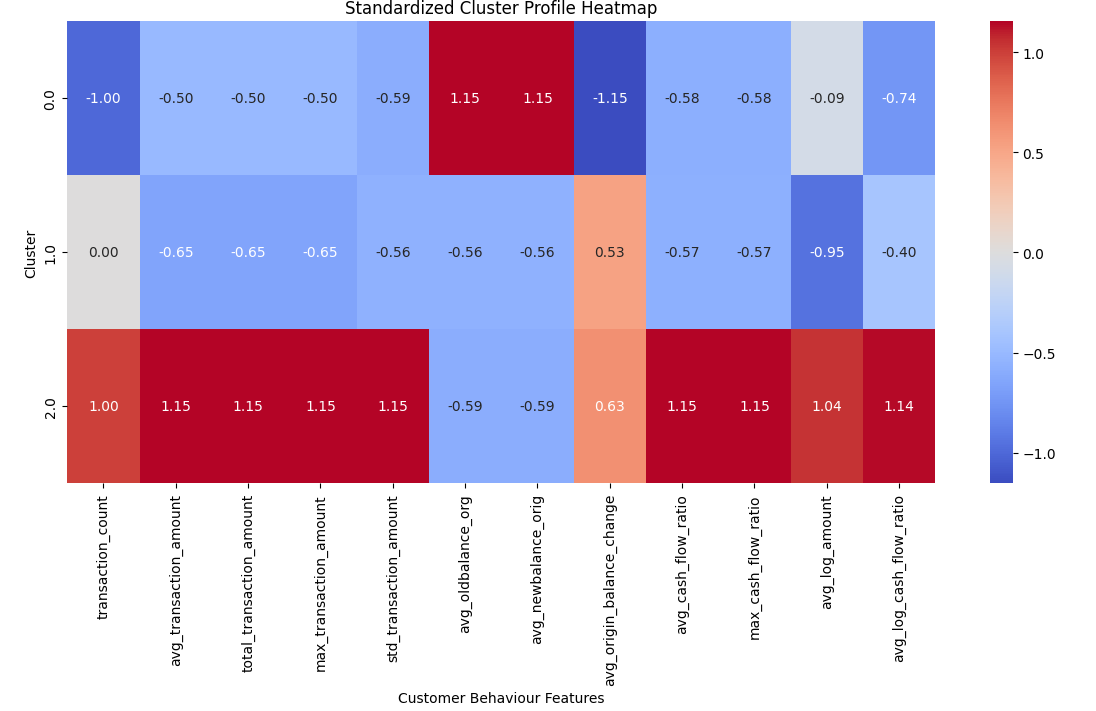 Standardized Cluster Profile Heatmap
Cluster
0.0 -1.00 -0.50 -0.50 -0.50 -0.59 1.15 1.15 -1.15 -0.58 -0.58 -0.09 -0.74
1.0 0.00 -0.65 -0.65 -0.65 -0.56 -0.56 -0.56 0.53 -0.57 -0.57 -0.95 -0.40
2.0 1.00 1.15 1.15 1.15 1.15 -0.59 -0.59 0.63 1.15 1.15 1.04 1.14
transaction_count
avg_transaction_amount
total_transaction_amount
max_transaction_amount
std_transaction_amount
avg_oldbalance_org
avg_newbalance_orig
avg_origin_balance_change
avg_cash_flow_ratio
max_cash_flow_ratio
avg_log_amount
avg_log_cash_flow_ratio
Customer Behaviour Features
1.0
0.5
0.0
−0.5
−1.0